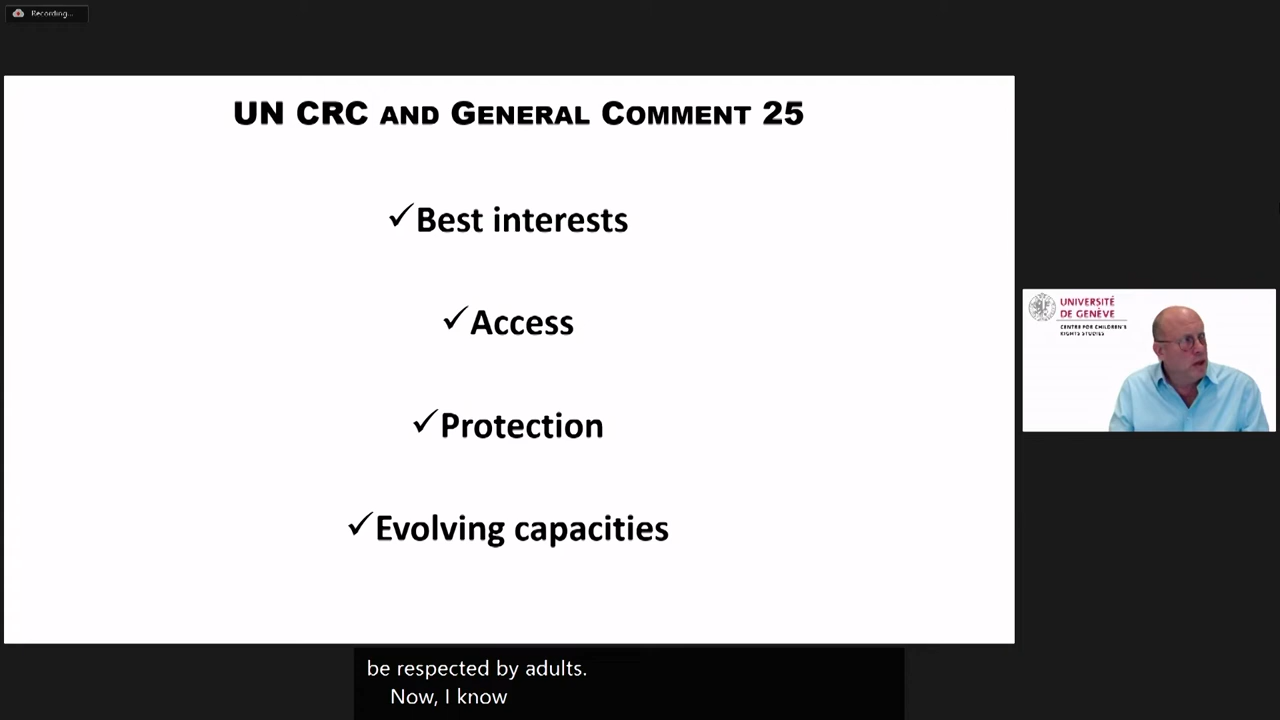 Recording...
UN CRC AND GENERAL COMMENT 25
✓Best interests
✓Access
✓Protection
✓Evolving capacities
UNIVERSITÉ
DE GENÈVE
CENTRE FOR CHILDREN'S
RIGHTS STUDIES
be respected by adults.
Now, I know